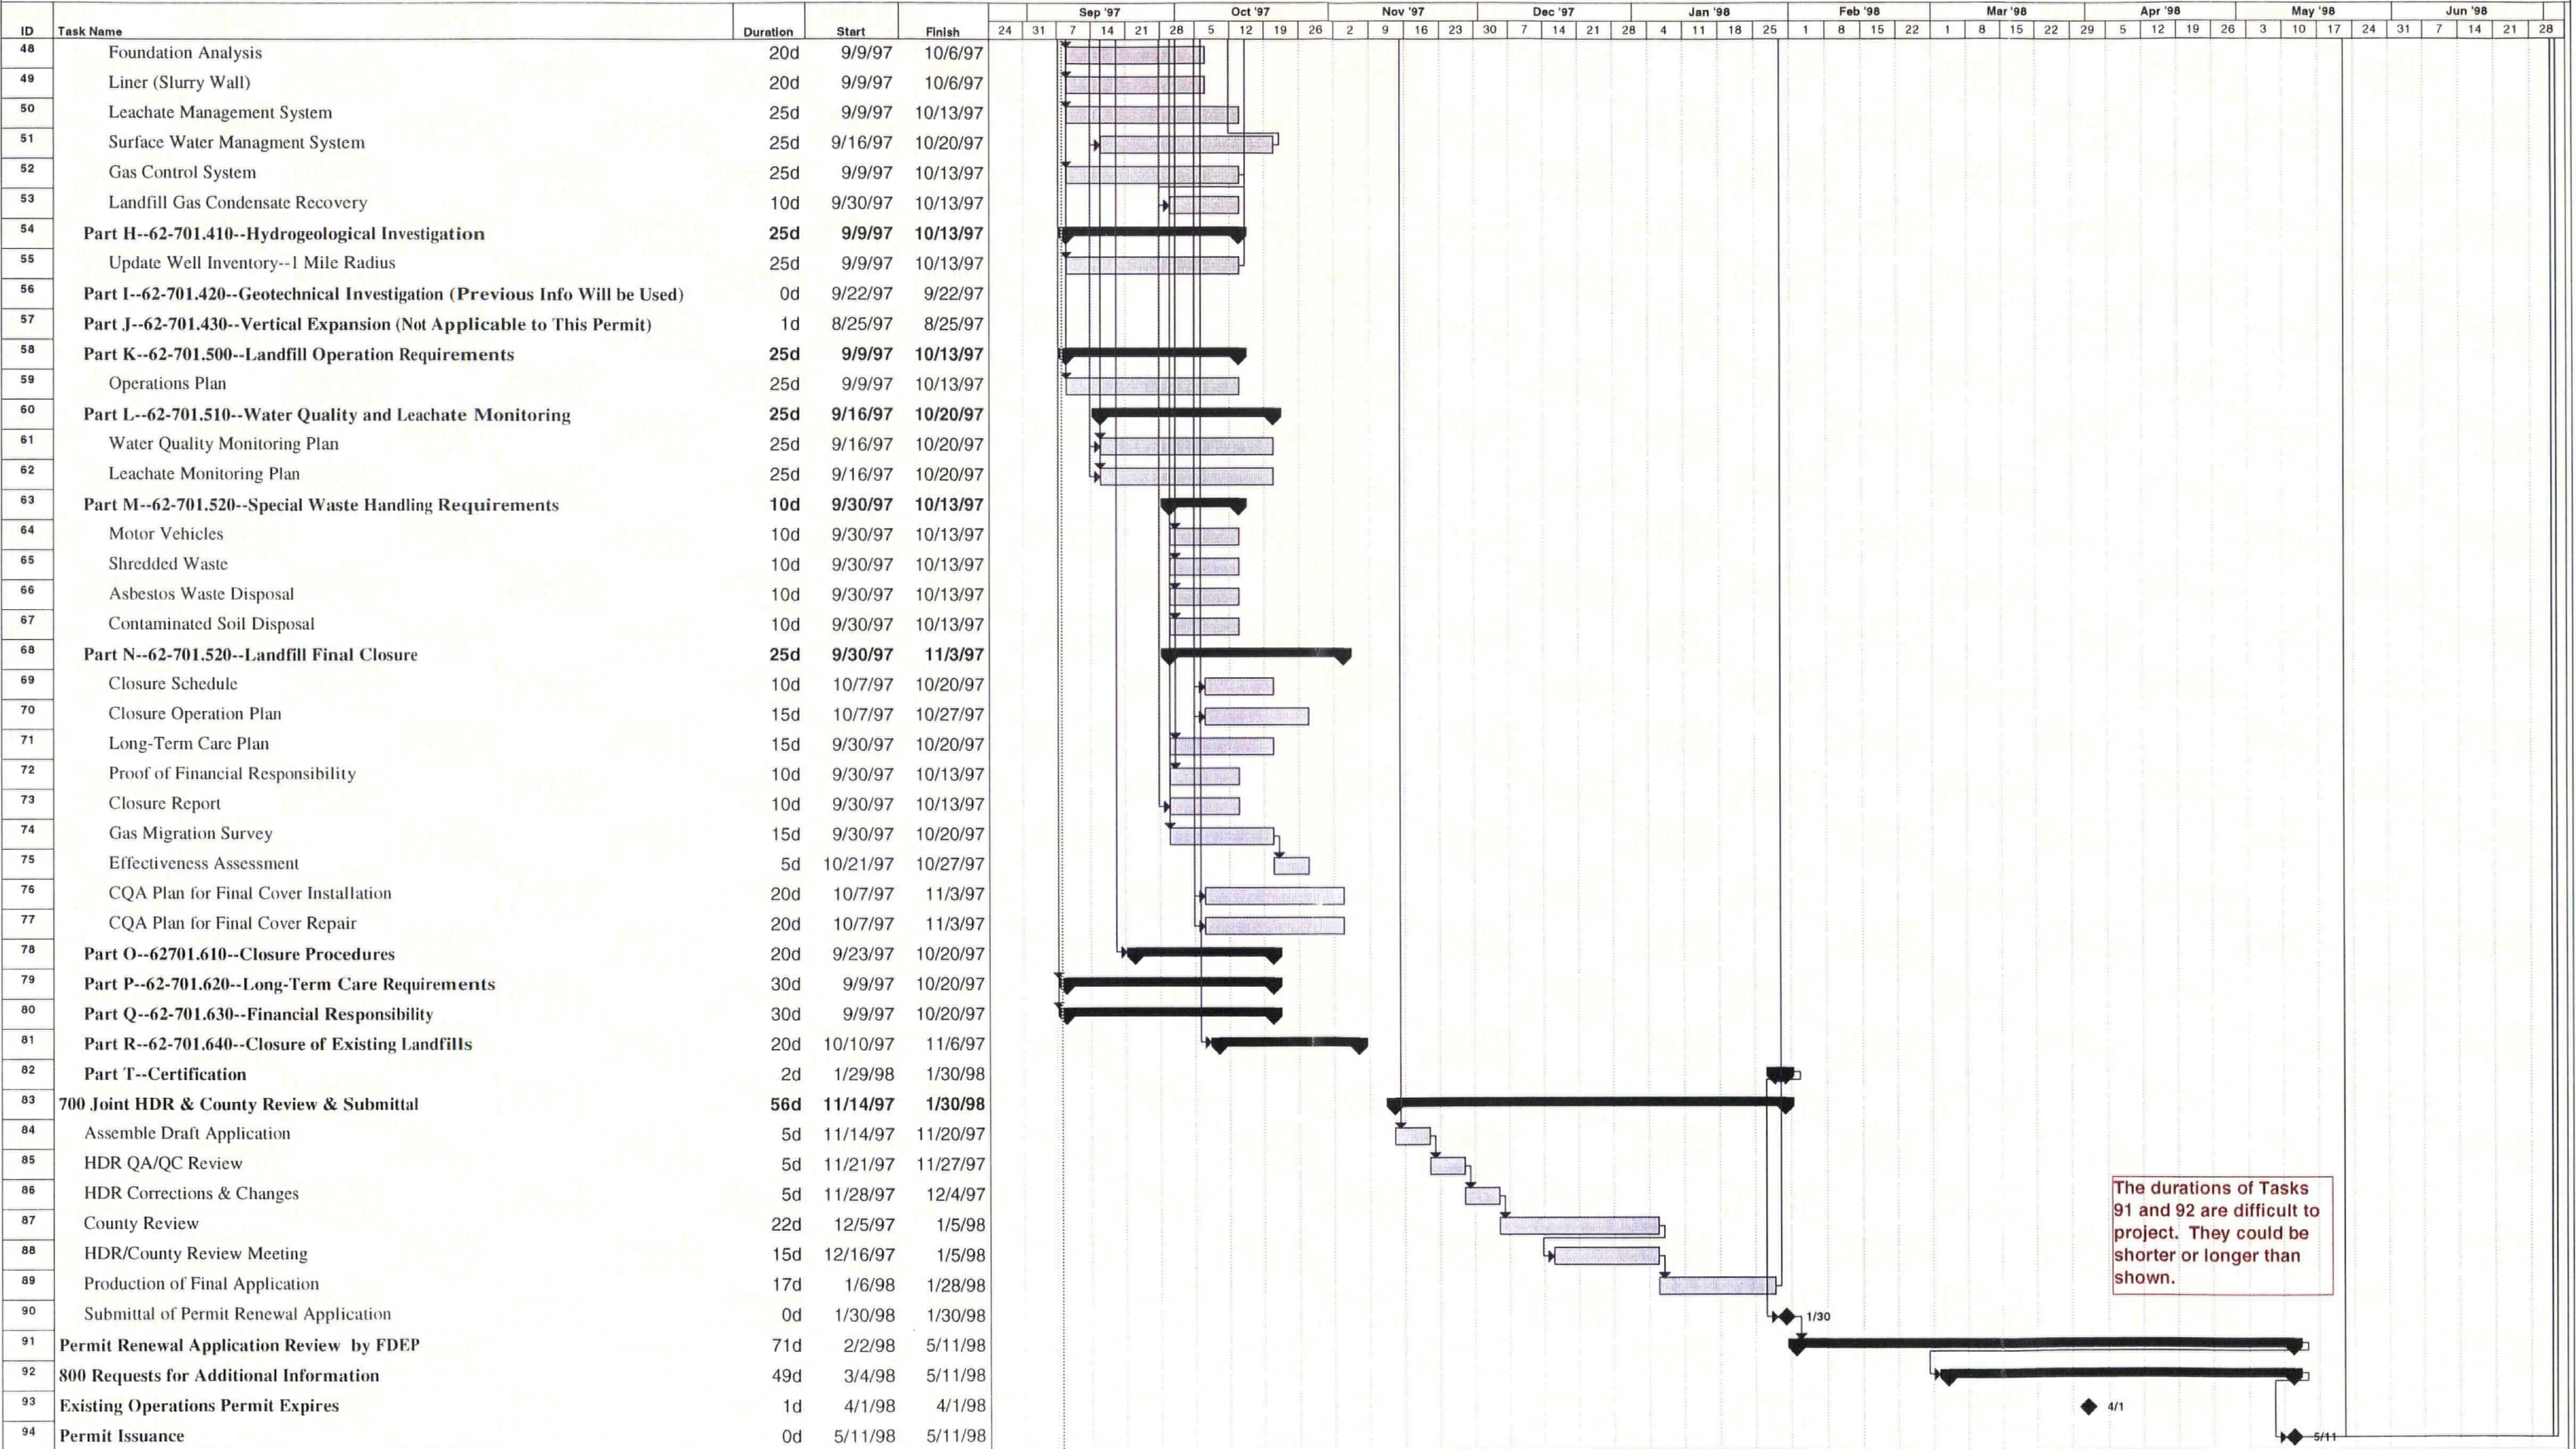 Sep '97 Oct '97 Nov '97 Dec '97 Jan '98 Feb '98 Mar '98 Apr '98 May '98 Jun '98
ID Task Name Duration Start Finish 24 31 7 14 21 28 5 12 19 26 2 9 16 23 30 7 14 21 28 4 11 18 25 1 8 15 22 1 8 15 22 29 5 12 19 26 3 10 17 24 31 7 14 21 28
48 Foundation Analysis 20d 9/9/97 10/6/97
49 Liner (Slurry Wall) 20d 9/9/97 10/6/97
50 Leachate Management System 25d 9/9/97 10/13/97
51 Surface Water Managment System 25d 9/16/97 10/20/97
52 Gas Control System 25d 9/9/97 10/13/97
53 Landfill Gas Condensate Recovery 10d 9/30/97 10/13/97
54 Part H--62-701.410--Hydrogeological Investigation 25d 9/9/97 10/13/97
55 Update Well Inventory--1 Mile Radius 25d 9/9/97 10/13/97
56 Part I--62-701.420--Geotechnical Investigation (Previous Info Will be Used) 0d 9/22/97 9/22/97
57 Part J--62-701.430--Vertical Expansion (Not Applicable to This Permit) 1d 8/25/97 8/25/97
58 Part K--62-701.500--Landfill Operation Requirements 25d 9/9/97 10/13/97
59 Operations Plan 25d 9/9/97 10/13/97
60 Part L--62-701.510--Water Quality and Leachate Monitoring 25d 9/16/97 10/20/97
61 Water Quality Monitoring Plan 25d 9/16/97 10/20/97
62 Leachate Monitoring Plan 25d 9/16/97 10/20/97
63 Part M--62-701.520--Special Waste Handling Requirements 10d 9/30/97 10/13/97
64 Motor Vehicles 10d 9/30/97 10/13/97
65 Shredded Waste 10d 9/30/97 10/13/97
66 Asbestos Waste Disposal 10d 9/30/97 10/13/97
67 Contaminated Soil Disposal 10d 9/30/97 10/13/97
68 Part N--62-701.520--Landfill Final Closure 25d 9/30/97 11/3/97
69 Closure Schedule 10d 10/7/97 10/20/97
70 Closure Operation Plan 15d 10/7/97 10/27/97
71 Long-Term Care Plan 15d 9/30/97 10/20/97
72 Proof of Financial Responsibility 10d 9/30/97 10/13/97
73 Closure Report 10d 9/30/97 10/13/97
74 Gas Migration Survey 15d 9/30/97 10/20/97
75 Effectiveness Assessment 5d 10/21/97 10/27/97
76 CQA Plan for Final Cover Installation 20d 10/7/97 11/3/97
77 CQA Plan for Final Cover Repair 20d 10/7/97 11/3/97
78 Part O--62701.610--Closure Procedures 20d 9/23/97 10/20/97
79 Part P--62-701.620--Long-Term Care Requirements 30d 9/9/97 10/20/97
80 Part Q--62-701.630--Financial Responsibility 30d 9/9/97 10/20/97
81 Part R--62-701.640--Closure of Existing Landfills 20d 10/10/97 11/6/97
82 Part T--Certification 2d 1/29/98 1/30/98
83 700 Joint HDR & County Review & Submittal 56d 11/14/97 1/30/98
84 Assemble Draft Application 5d 11/14/97 11/20/97
85 HDR QA/QC Review 5d 11/21/97 11/27/97
86 HDR Corrections & Changes 5d 11/28/97 12/4/97
87 County Review 22d 12/5/97 1/5/98
88 HDR/County Review Meeting 15d 12/16/97 1/5/98
89 Production of Final Application 17d 1/6/98 1/28/98
90 Submittal of Permit Renewal Application 0d 1/30/98 1/30/98 1/30
91 Permit Renewal Application Review by FDEP 71d 2/2/98 5/11/98
92 800 Requests for Additional Information 49d 3/4/98 5/11/98
93 Existing Operations Permit Expires 1d 4/1/98 4/1/98 4/1
94 Permit Issuance 0d 5/11/98 5/11/98 5/11
The durations of Tasks
91 and 92 are difficult to
project. They could be
shorter or longer than
shown.